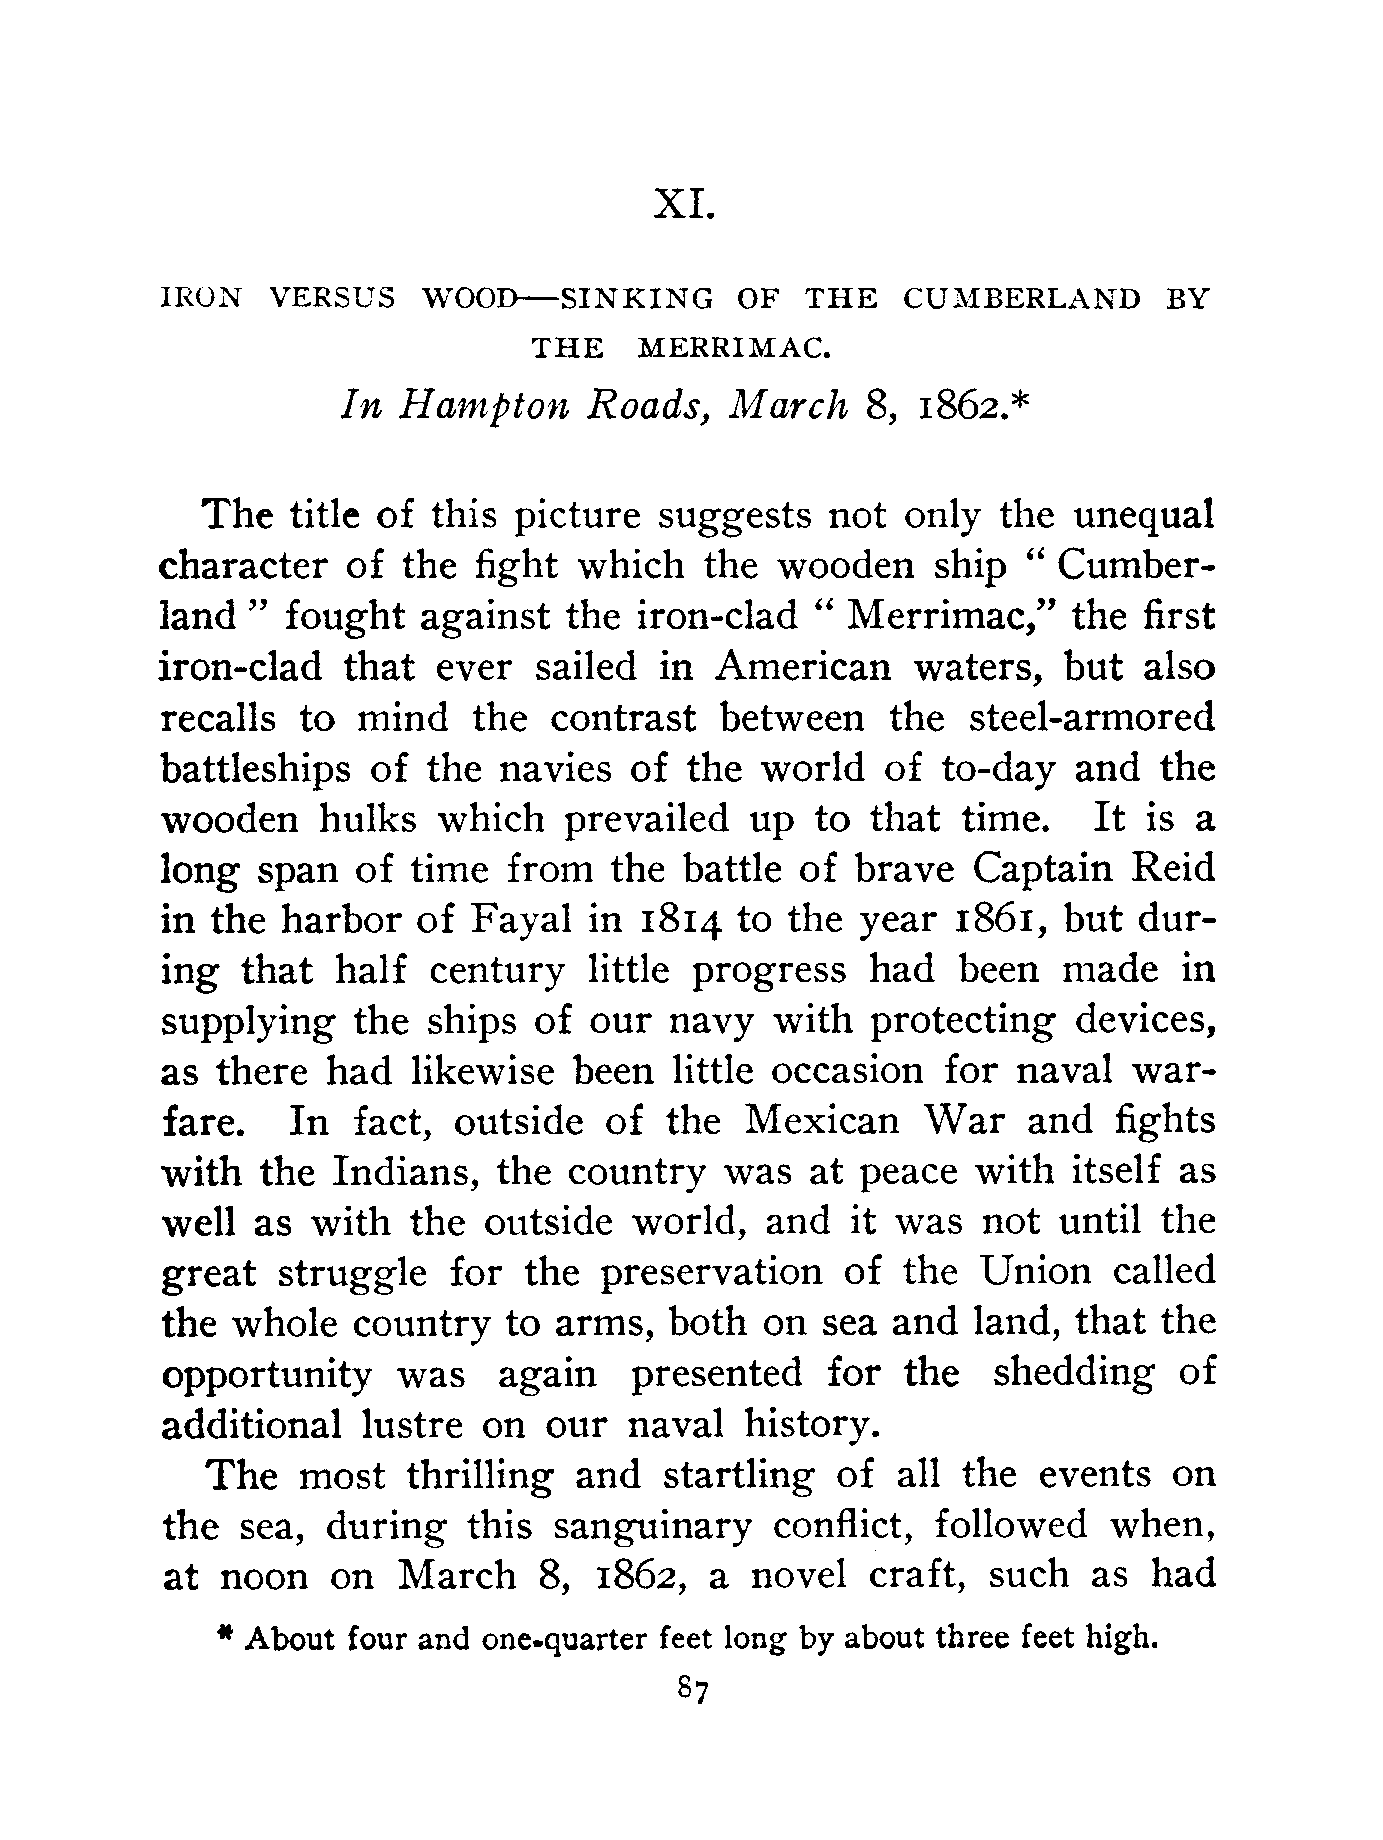 XI.
IRON VERSUS WOOD—SINKING OF THE CUMBERLAND BY
THE MERRIMAC.
In Hampton Roads, March 8, 1862.*
The title of this picture suggests not only the unequal
character of the fight which the wooden ship “ Cumber-
land ” fought against the iron-clad “ Merrimac,” the first
iron-clad that ever sailed in American waters, but also
recalls to mind the contrast between the steel-armored
battleships of the navies of the world of to-day and the
wooden hulks which prevailed up to that time. It is a
long span of time from the battle of brave Captain Reid
in the harbor of Fayal in 1814 to the year 1861, but dur-
ing that half century little progress had been made in
supplying the ships of our navy with protecting devices,
as there had likewise been little occasion for naval war-
fare. In fact, outside of the Mexican War and fights
with the Indians, the country was at peace with itself as
well as with the outside world, and it was not until the
great struggle for the preservation of the Union called
the whole country to arms, both on sea and land, that the
opportunity was again presented for the shedding of
additional lustre on our naval history.
The most thrilling and startling of all the events on
the sea, during this sanguinary conflict, followed when,
at noon on March 8, 1862, a novel craft, such as had
* About four and one-quarter feet long by about three feet high.
87